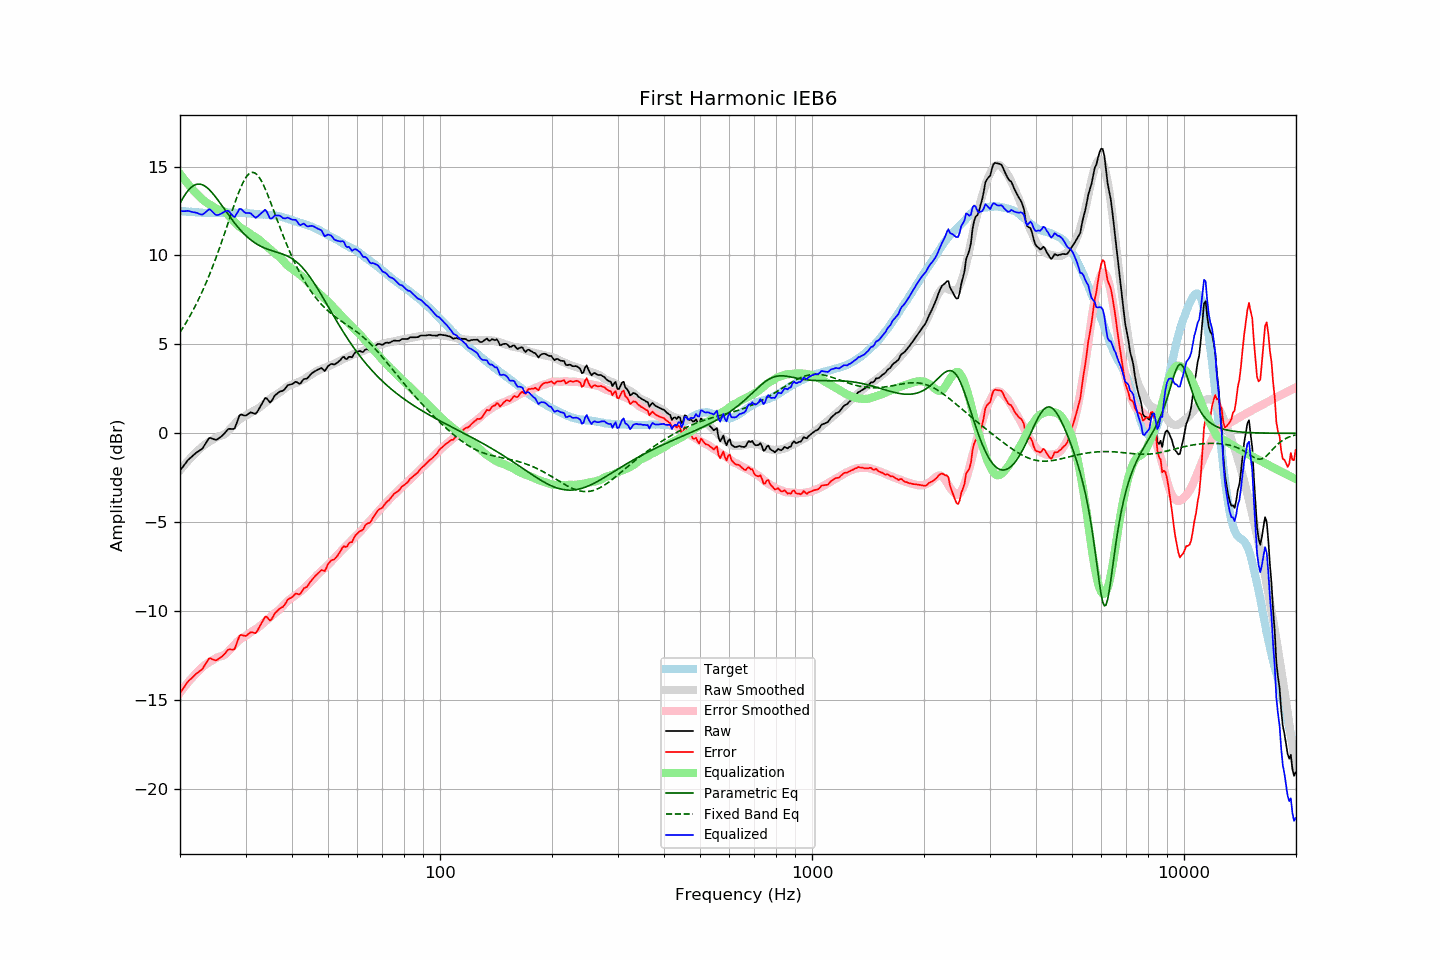 First Harmonic IEB6
15
10
5
0
−5
−10
−15
−20
Amplitude (dBr)
100
1000
10000
Frequency (Hz)
Target
Raw Smoothed
Error Smoothed
Raw
Error
Equalization
Parametric Eq
Fixed Band Eq
Equalized